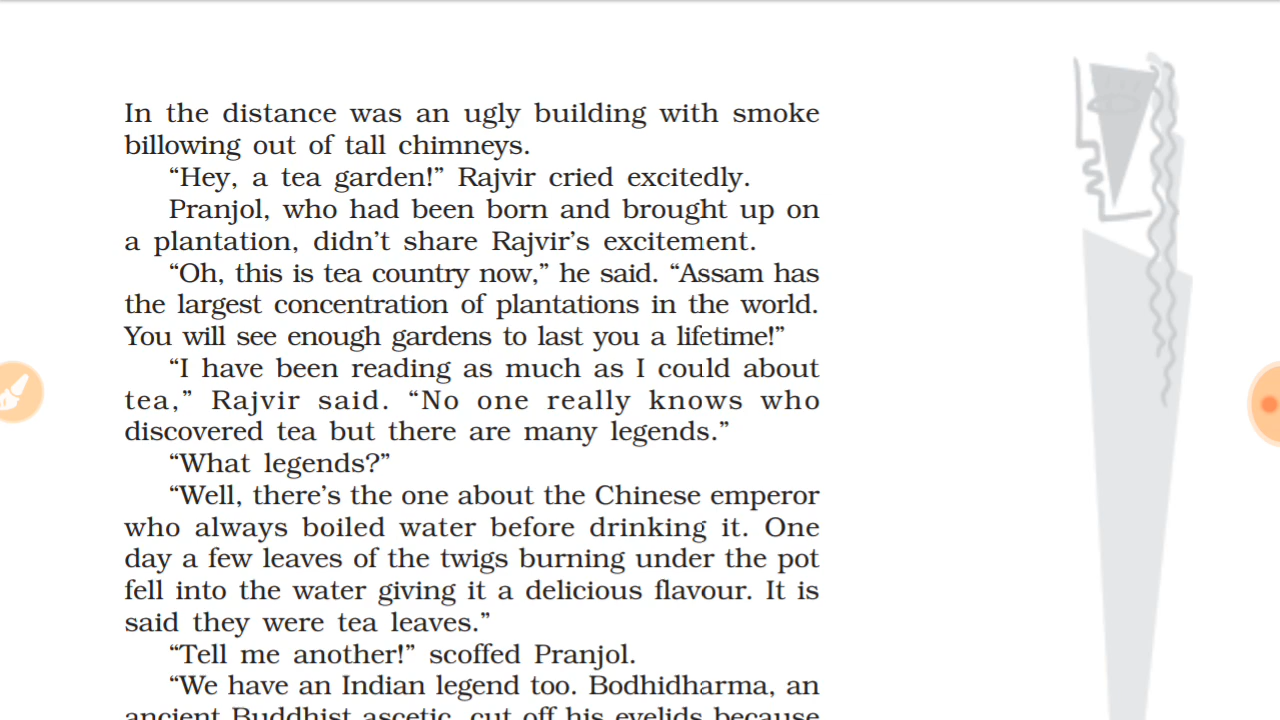 In the distance was an ugly building with smoke
billowing out of tall chimneys.
“Hey, a tea garden!” Rajvir cried excitedly.
Pranjol, who had been born and brought up on
a plantation, didn’t share Rajvir’s excitement.
“Oh, this is tea country now,” he said. “Assam has
the largest concentration of plantations in the world.
You will see enough gardens to last you a lifetime!”
“I have been reading as much as I could about
tea,” Rajvir said. “No one really knows who
discovered tea but there are many legends.”
“What legends?”
“Well, there’s the one about the Chinese emperor
who always boiled water before drinking it. One
day a few leaves of the twigs burning under the pot
fell into the water giving it a delicious flavour. It is
said they were tea leaves.”
“Tell me another!” scoffed Pranjol.
“We have an Indian legend too. Bodhidharma, an
ancient Buddhist ascetic, cut off his eyelids because